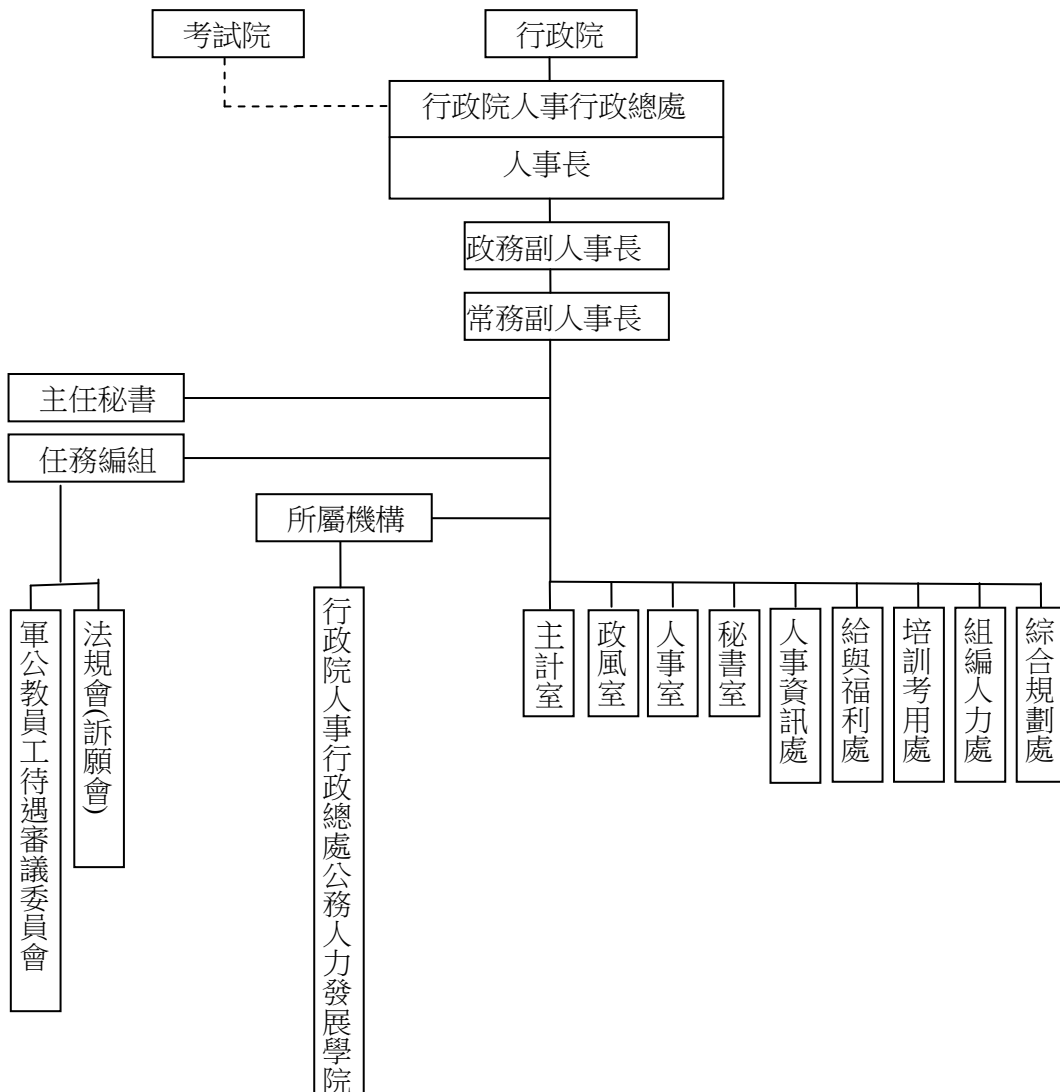 考試院
行政院
行政院人事行政總處
人事長
政務副人事長
常務副人事長
主任秘書
任務編組
所屬機構
軍公教員工待遇審議委員會
法規會(訴願會)
行政院人事行政總處公務人力發展學院
主計室
政風室
人事室
秘書室
人事資訊處
給與福利處
培訓考用處
組編人力處
綜合規劃處